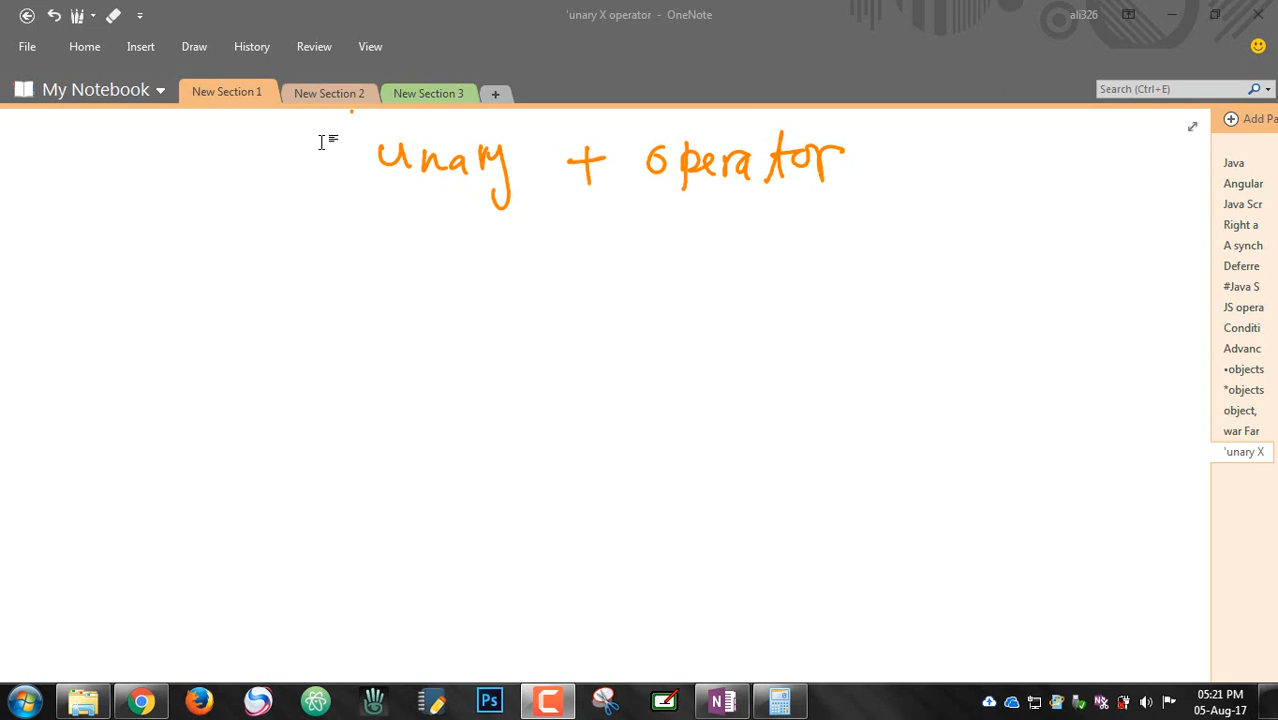 'unary X operator - OneNote
ali326
File Home Insert Draw History Review View
My Notebook New Section 1 New Section 2 New Section 3 +
Search (Ctrl+E)
unary + operator
Add Pa
Java
Angular
Java Scr
Right a
A synch
Deferre
#Java S
JS opera
Conditi
Advanc
•objects
*objects
object,
war Far
'unary X
Ps
05:21 PM
05-Aug-17